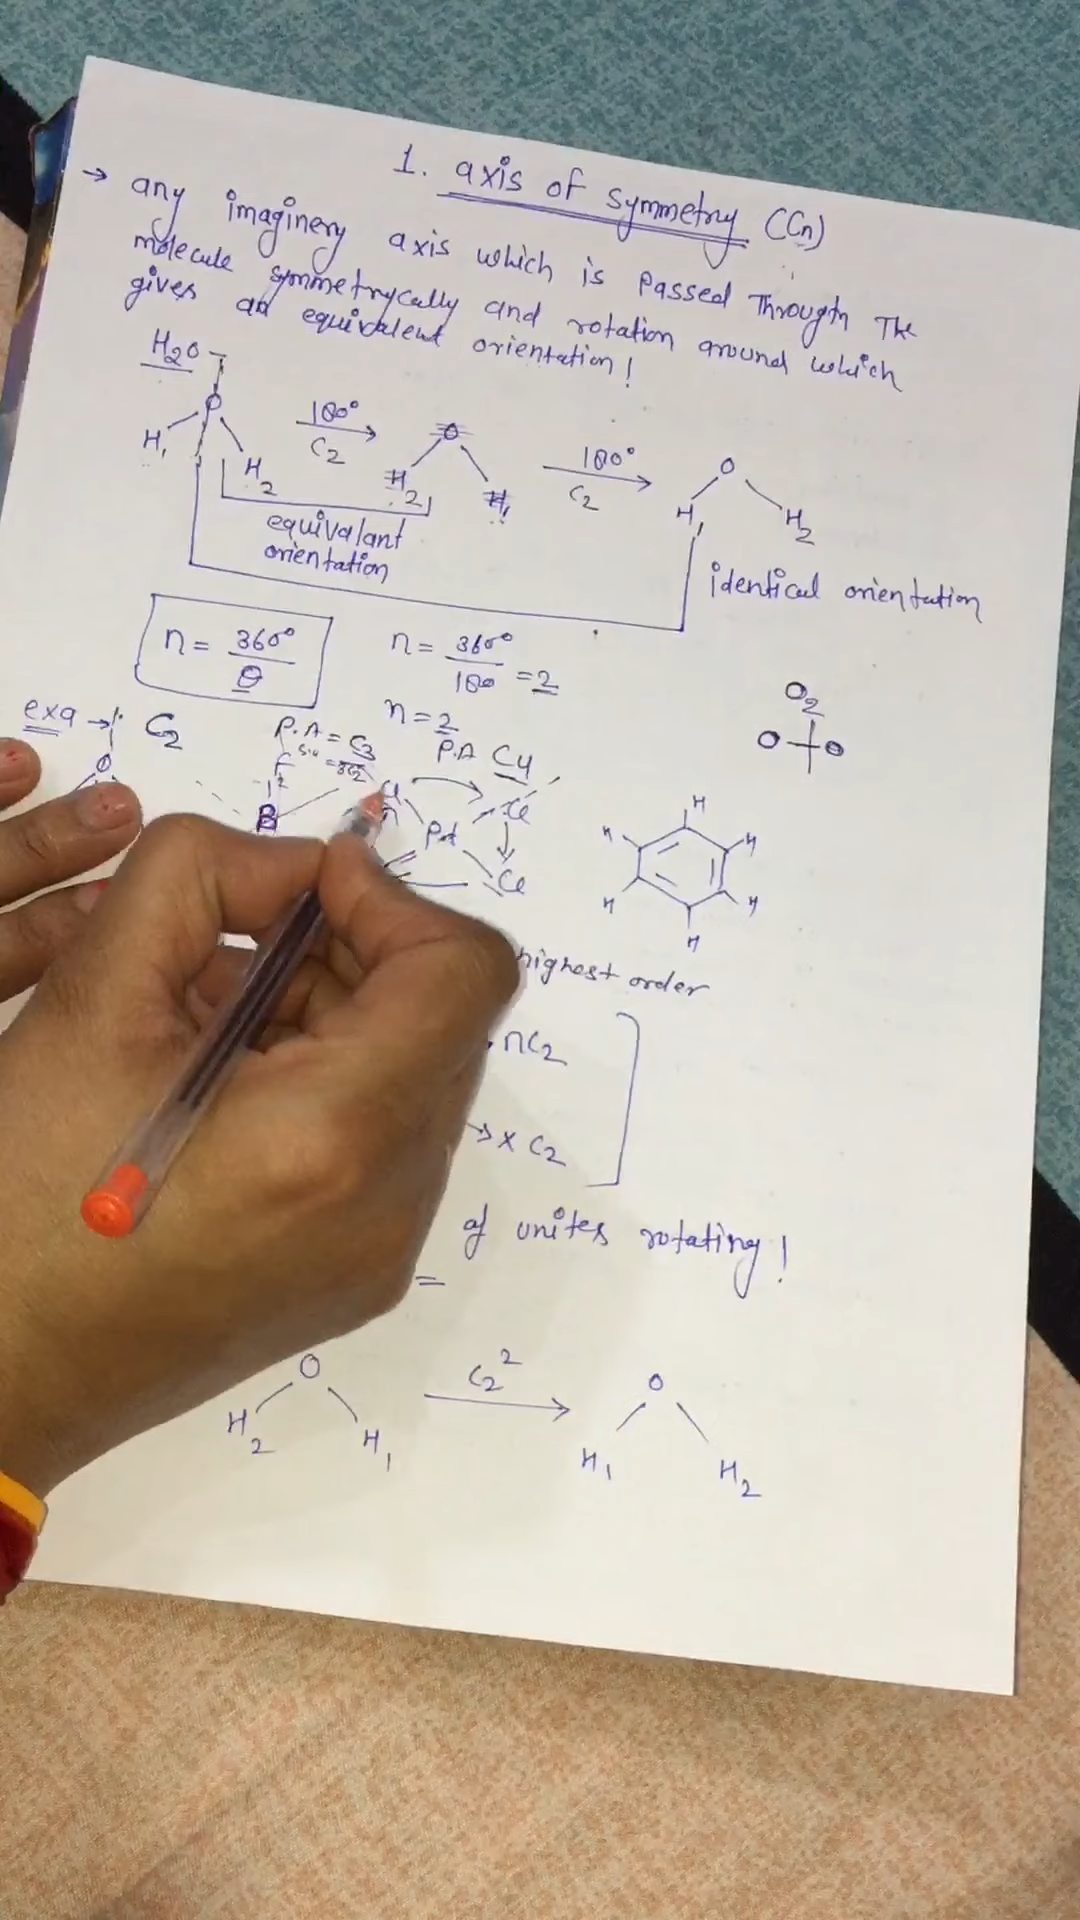 1. axis of symmetry (Cn)
→ any imaginery axis which is passed Through The
molecule symmetrycally and rotation around which
gives an equivalent orientation!
H2O
O H1 H2 180° C2 O H2 H1 180° C2 O H1 H2
equivalant
orientation
identical orientation
n = 360° / θ
n = 360° / 180 = 2
n = 2
exa → C2
O
P.A = C3
F
B
P.A C4
Cl Pd Cl Cl
O2
O O
H H H H H H
highest order
nC2
→ x C2
of unites rotating!
=
O H2 H1 C2² O H1 H2